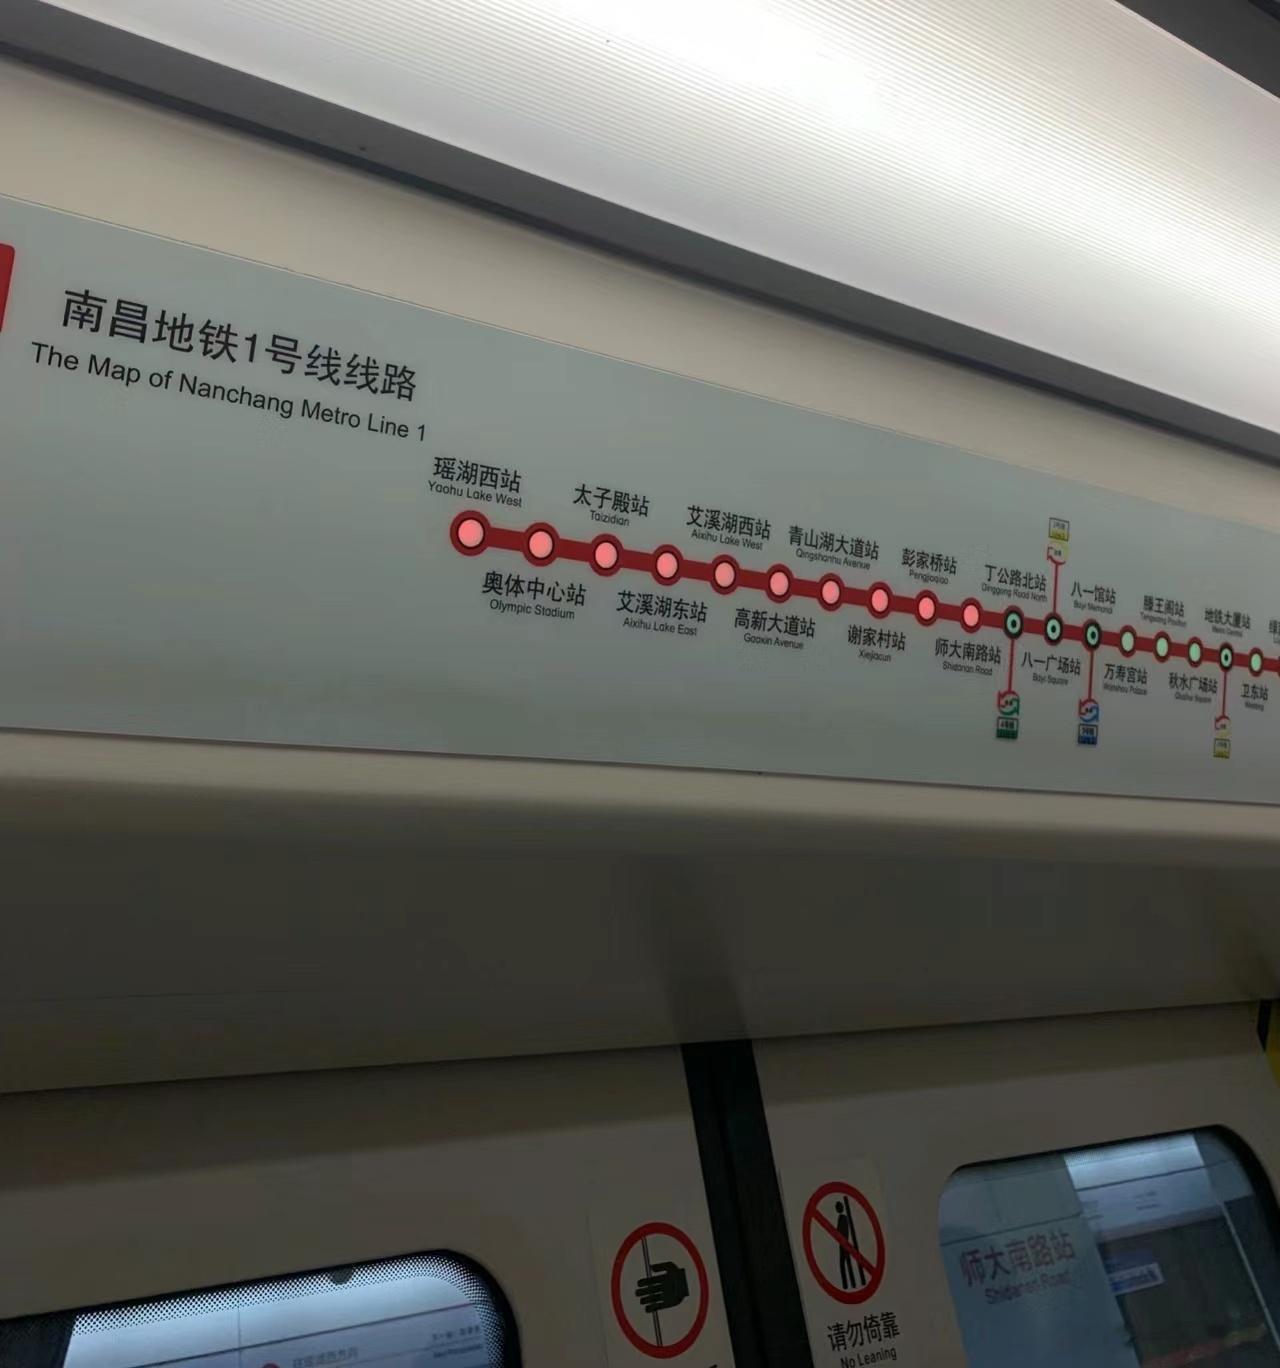 南昌地铁1号线线路
The Map of Nanchang Metro Line 1
瑶湖西站
Yaohu Lake West
奥体中心站
Olympic Stadium
太子殿站
Taizidian
艾溪湖东站
Aixihu Lake East
艾溪湖西站
Aixihu Lake West
高新大道站
Gaoxin Avenue
青山湖大道站
Qingshanhu Avenue
谢家村站
Xiejiacun
彭家桥站
Pengjiaqiao
师大南路站
Shidanan Road
丁公路北站
Dinggong Road North
八一广场站
Bayi Square
八一馆站
Bayi Memorial
万寿宫站
Wanshou Palace
滕王阁站
Tengwang Pavilion
秋水广场站
Qiushui Square
地铁大厦站
Metro Central
卫东站
Weidong
师大南路站
Shidanan Road
请勿倚靠
No Leaning